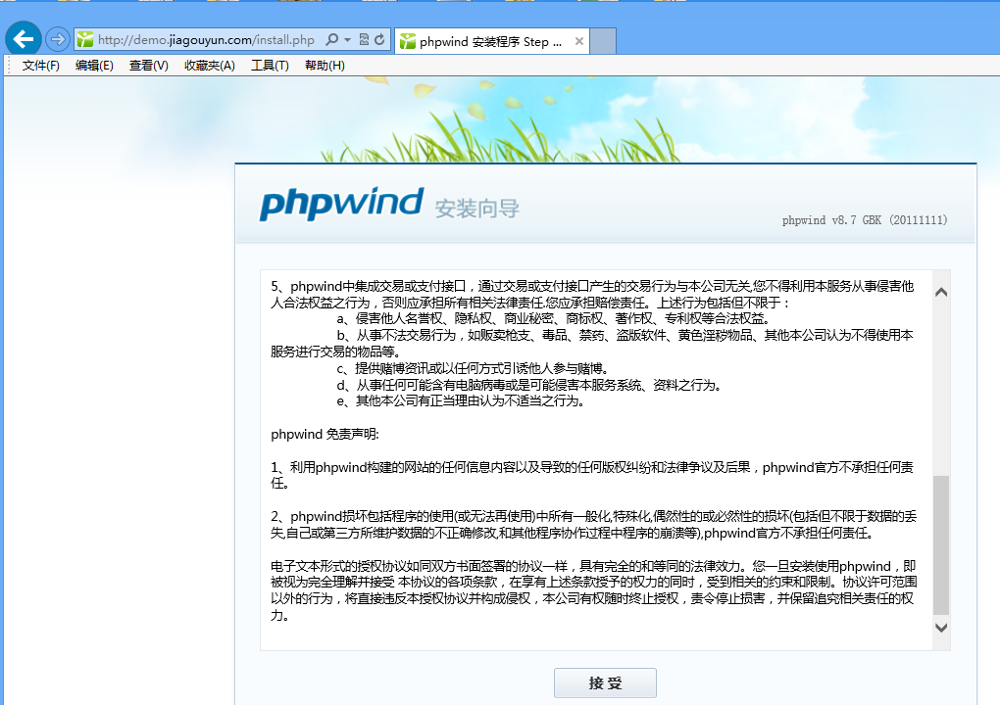 http://demo.jiagouyun.com/install.php
phpwind 安装程序 Step ...
文件(F) 编辑(E) 查看(V) 收藏夹(A) 工具(T) 帮助(H)
phpwind 安装向导
phpwind v8.7 GBK (20111111)
5、phpwind中集成交易或支付接口，通过交易或支付接口产生的交易行为与本公司无关,您不得利用本服务从事侵害他
人合法权益之行为，否则应承担所有相关法律责任.您应承担赔偿责任。上述行为包括但不限于：
a、侵害他人名誉权、隐私权、商业秘密、商标权、著作权、专利权等合法权益。
b、从事不法交易行为，如贩卖枪支、毒品、禁药、盗版软件、黄色淫秽物品、其他本公司认为不得使用本
服务进行交易的物品等。
c、提供赌博资讯或以任何方式引诱他人参与赌博。
d、从事任何可能含有电脑病毒或是可能侵害本服务系统、资料之行为。
e、其他本公司有正当理由认为不适当之行为。
phpwind 免责声明:
1、利用phpwind构建的网站的任何信息内容以及导致的任何版权纠纷和法律争议及后果，phpwind官方不承担任何责
任。
2、phpwind损坏包括程序的使用(或无法再使用)中所有一般化,特殊化,偶然性的或必然性的损坏(包括但不限于数据的丢
失,自己或第三方所维护数据的不正确修改,和其他程序协作过程中程序的崩溃等),phpwind官方不承担任何责任。
电子文本形式的授权协议如同双方书面签署的协议一样，具有完全的和等同的法律效力。您一旦安装使用phpwind，即
被视为完全理解并接受 本协议的各项条款，在享有上述条款授予的权力的同时，受到相关的约束和限制。协议许可范围
以外的行为，将直接违反本授权协议并构成侵权，本公司有权随时终止授权，责令停止损害，并保留追究相关责任的权
力。
接 受